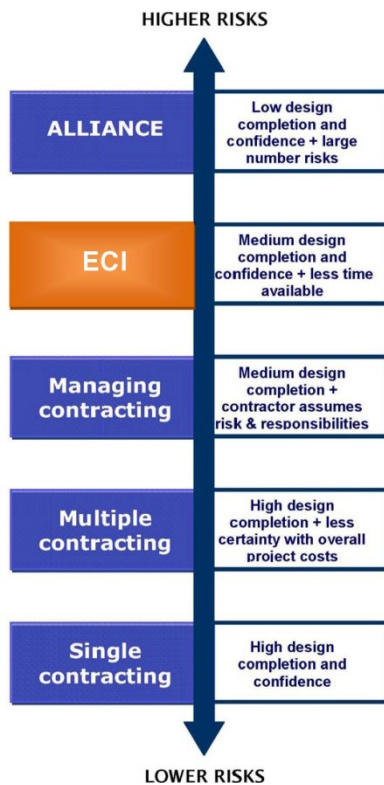 HIGHER RISKS
ALLIANCE
Low design
completion and
confidence + large
number risks
ECI
Medium design
completion and
confidence + less time
available
Managing
contracting
Medium design
completion +
contractor assumes
risk & responsibilities
Multiple
contracting
High design
completion + less
certainty with overall
project costs
Single
contracting
High design
completion and
confidence
LOWER RISKS